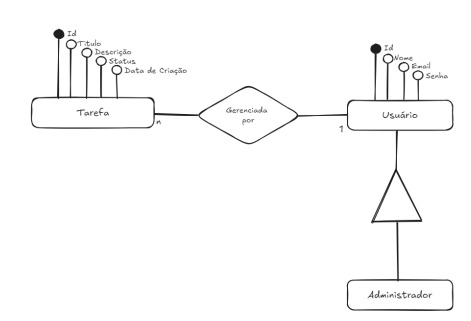 Id
Titulo
Descrição
Status
Data de Criação
Tarefa
n
Gerenciada
por
1
Id
Nome
Email
Senha
Usuário
Administrador